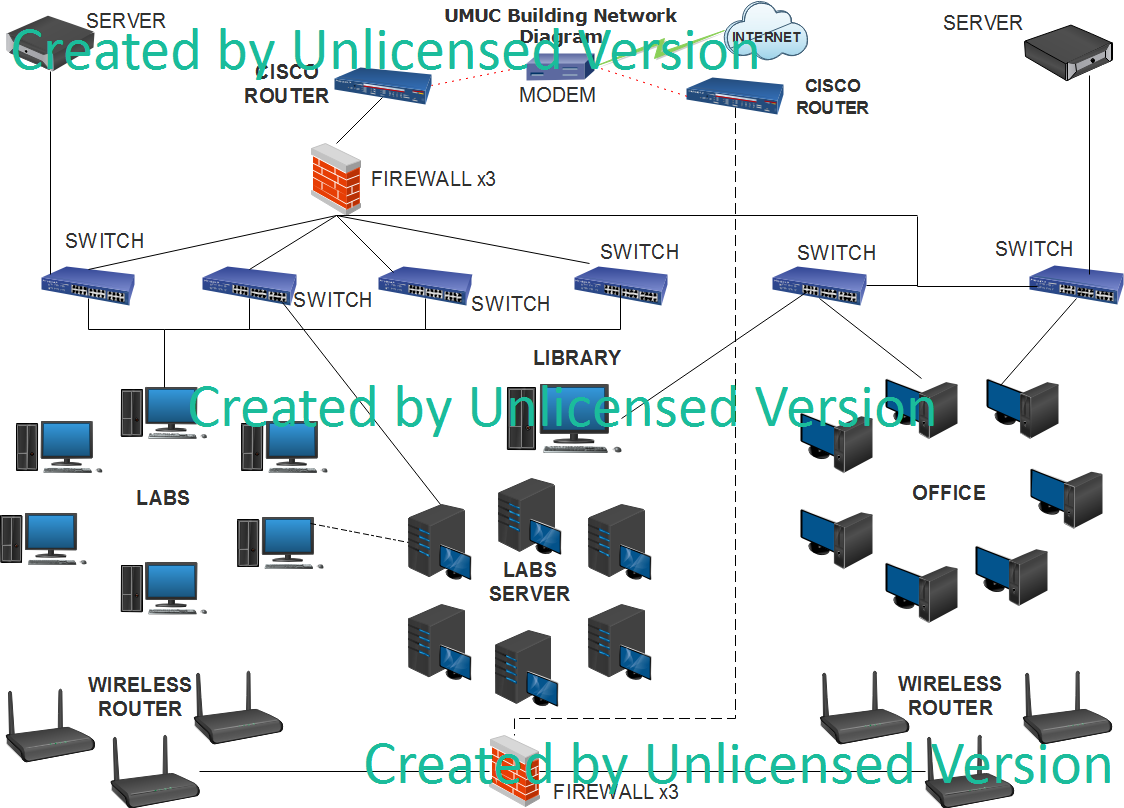 UMUC Building Network
Diagram
SERVER
INTERNET
SERVER
Created by Unlicensed Version
CISCO
ROUTER
MODEM
CISCO
ROUTER
FIREWALL x3
SWITCH
SWITCH
SWITCH
SWITCH
SWITCH
SWITCH
LIBRARY
Created by Unlicensed Version
LABS
OFFICE
LABS
SERVER
WIRELESS
ROUTER
WIRELESS
ROUTER
Created by Unlicensed Version
FIREWALL x3